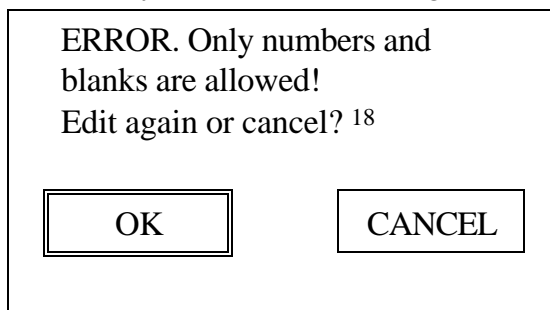 ERROR. Only numbers and
blanks are allowed!
Edit again or cancel? 18
OK
CANCEL